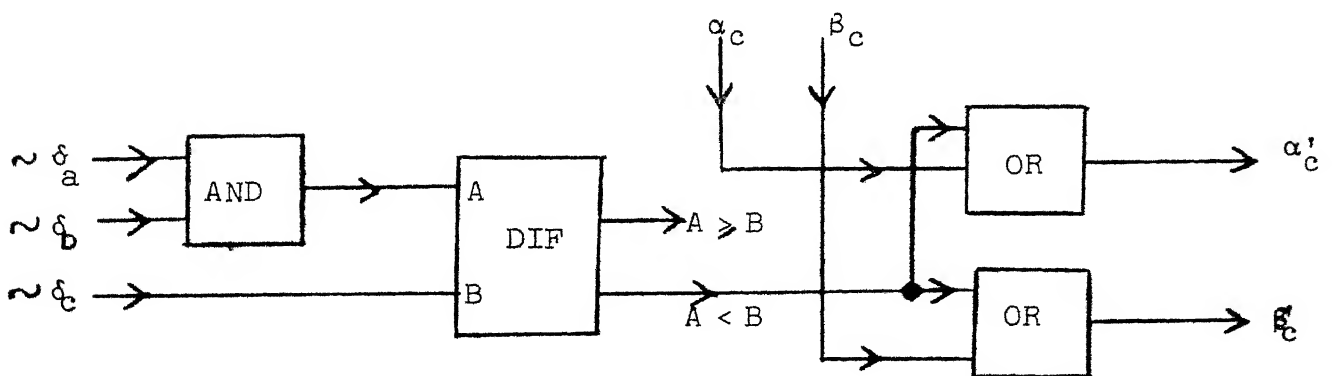 α_c
β_c
~ δ_a
~ δ_b
~ δ_c
AND
A
B
DIF
A ⩾ B
A < B
OR
OR
α'_c
β'_c